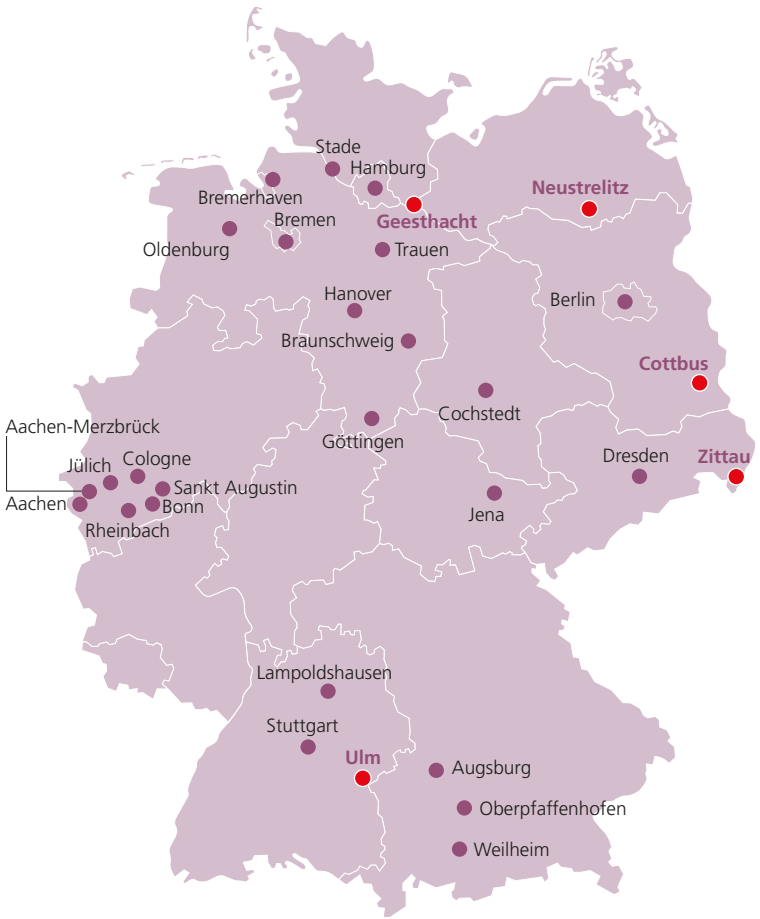 Stade
Hamburg
Neustrelitz
Bremerhaven
Geesthacht
Bremen
Oldenburg
Trauen
Hanover
Berlin
Braunschweig
Cottbus
Cochstedt
Aachen-Merzbrück
Göttingen
Cologne
Dresden
Zittau
Jülich
Sankt Augustin
Aachen
Bonn
Jena
Rheinbach
Lampoldshausen
Stuttgart
Ulm
Augsburg
Oberpfaffenhofen
Weilheim